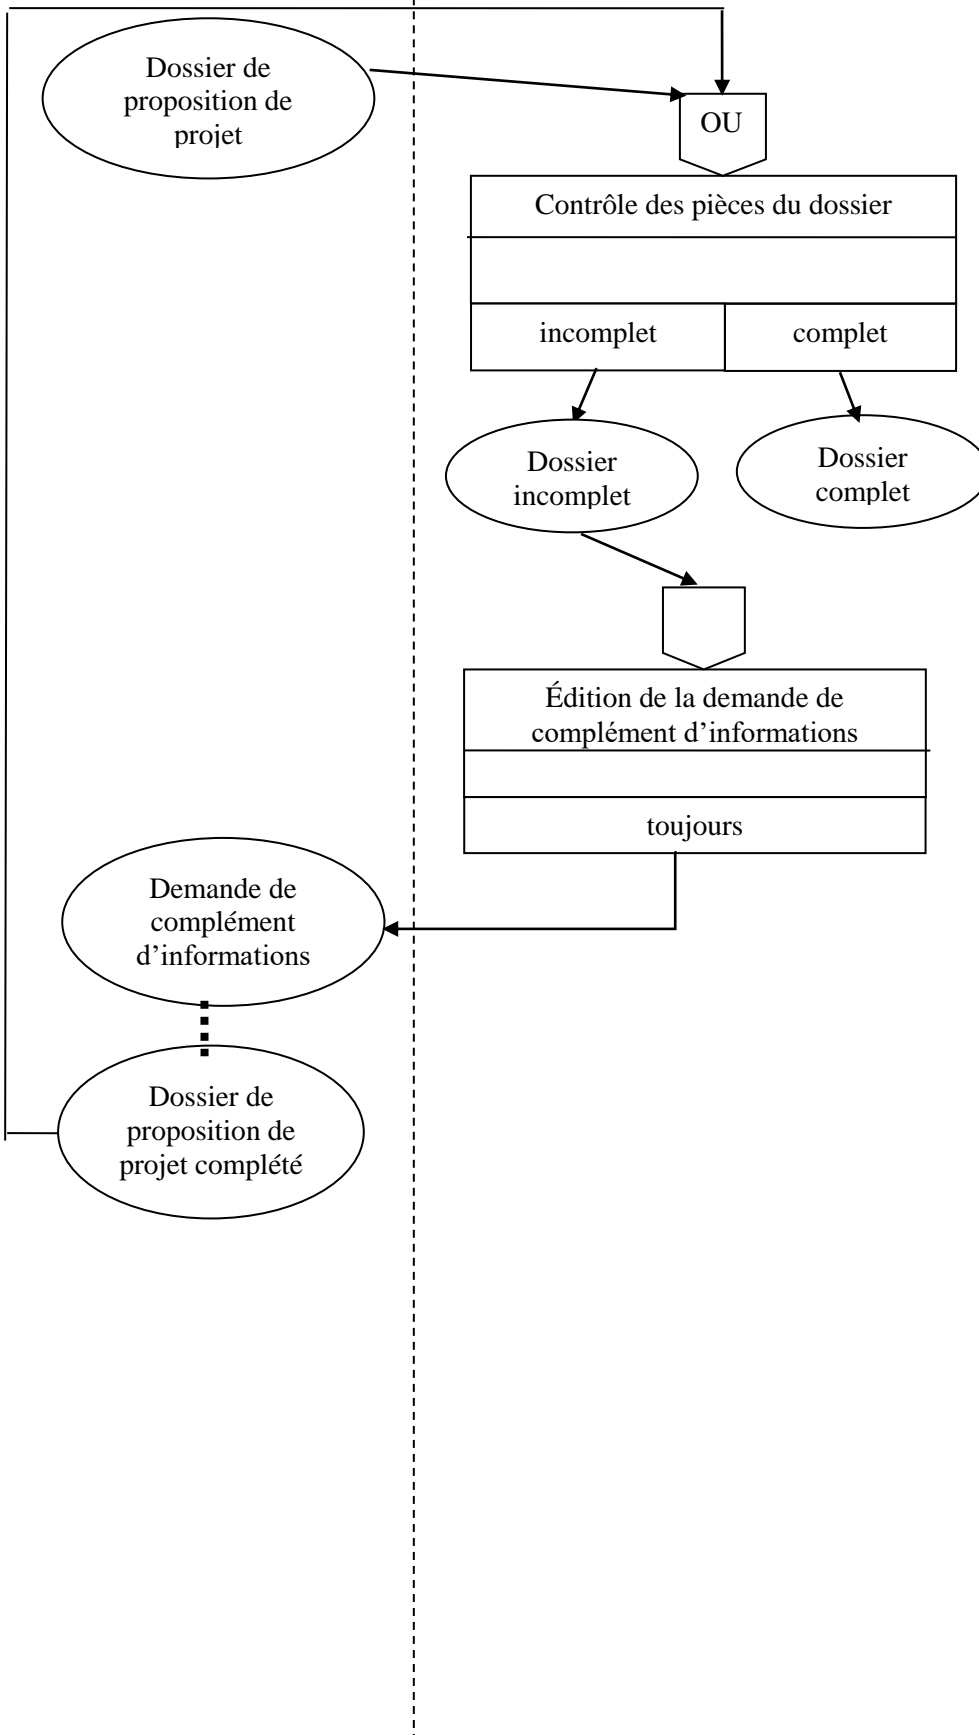 Dossier de
proposition de
projet
OU
Contrôle des pièces du dossier
incomplet
complet
Dossier
incomplet
Dossier
complet
Édition de la demande de
complément d’informations
toujours
Demande de
complément
d’informations
Dossier de
proposition de
projet complété